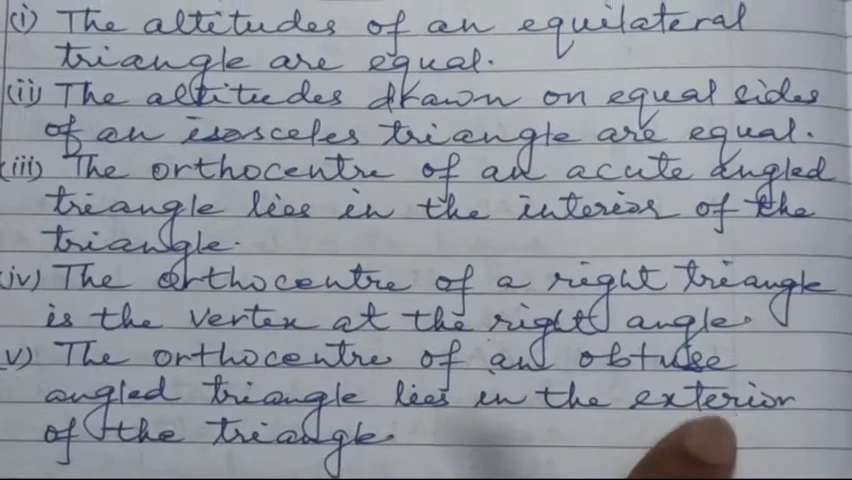 (i) The altitudes of an equilateral
triangle are equal.
(ii) The altitudes drawn on equal sides
of an isosceles triangle are equal.
(iii) The orthocentre of an acute angled
triangle lies in the interior of the
triangle.
(iv) The orthocentre of a right triangle
is the vertex at the right angle.
v) The orthocentre of an obtuse
angled triangle lies in the exterior
of the triangle.